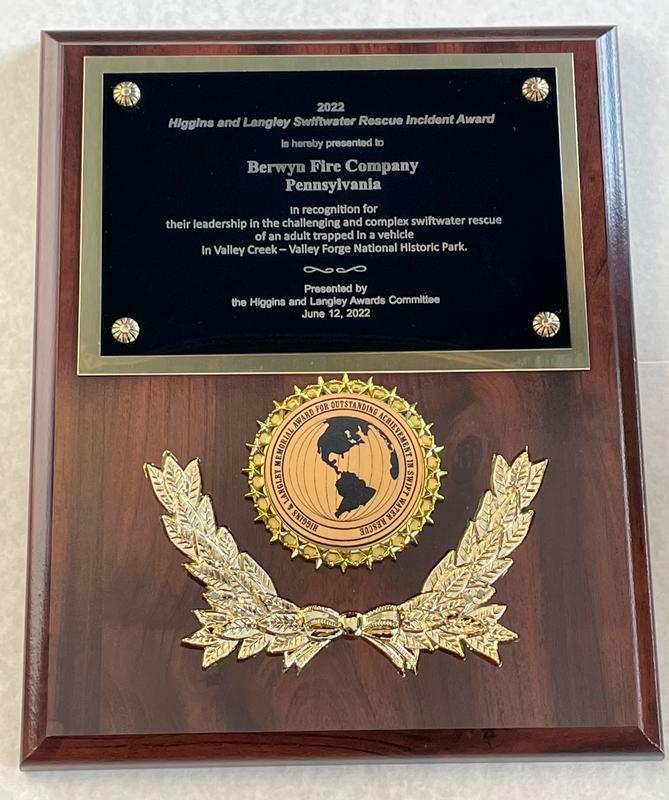 2022
Higgins and Langley Swiftwater Rescue Incident Award
is hereby presented to
Berwyn Fire Company
Pennsylvania
in recognition for
their leadership in the challenging and complex swiftwater rescue
of an adult trapped in a vehicle
in Valley Creek – Valley Forge National Historic Park.
Presented by
the Higgins and Langley Awards Committee
June 12, 2022
HIGGINS & LANGLEY MEMORIAL AWARD FOR OUTSTANDING ACHIEVEMENT IN SWIFT WATER RESCUE